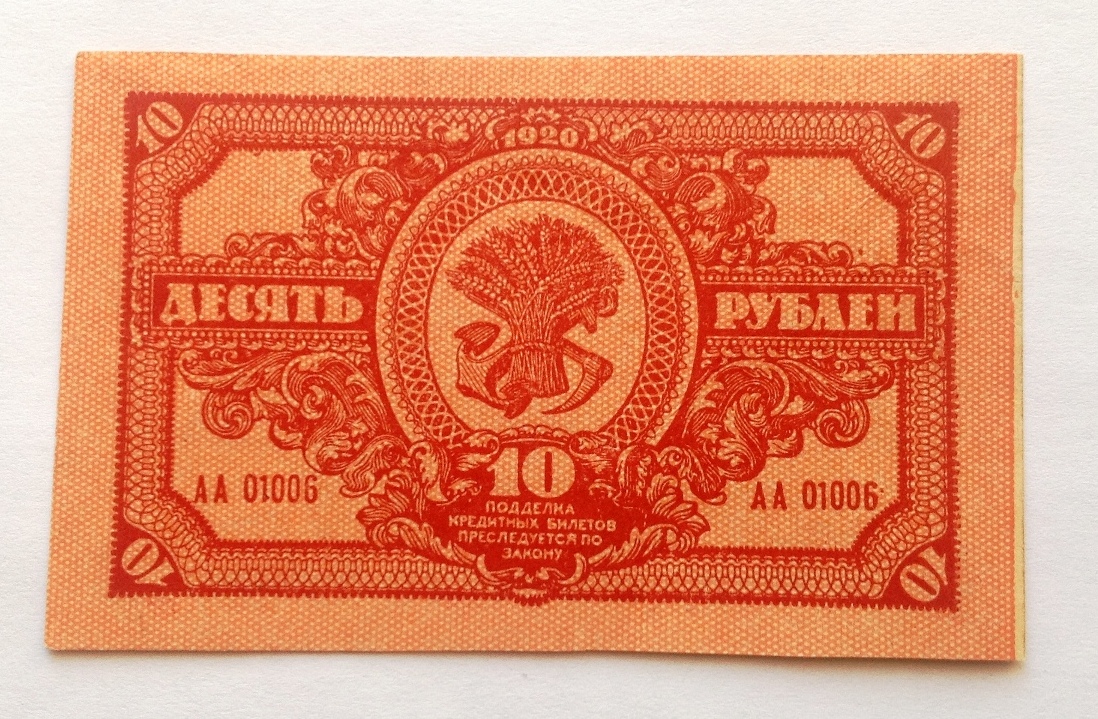 10 10
1920
ДЕСЯТЬ РУБЛЕЙ
АА 01006 АА 01006
10
ПОДДЕЛКА
КРЕДИТНЫХ БИЛЕТОВ
ПРЕСЛЕДУЕТСЯ ПО
ЗАКОНУ
10 10